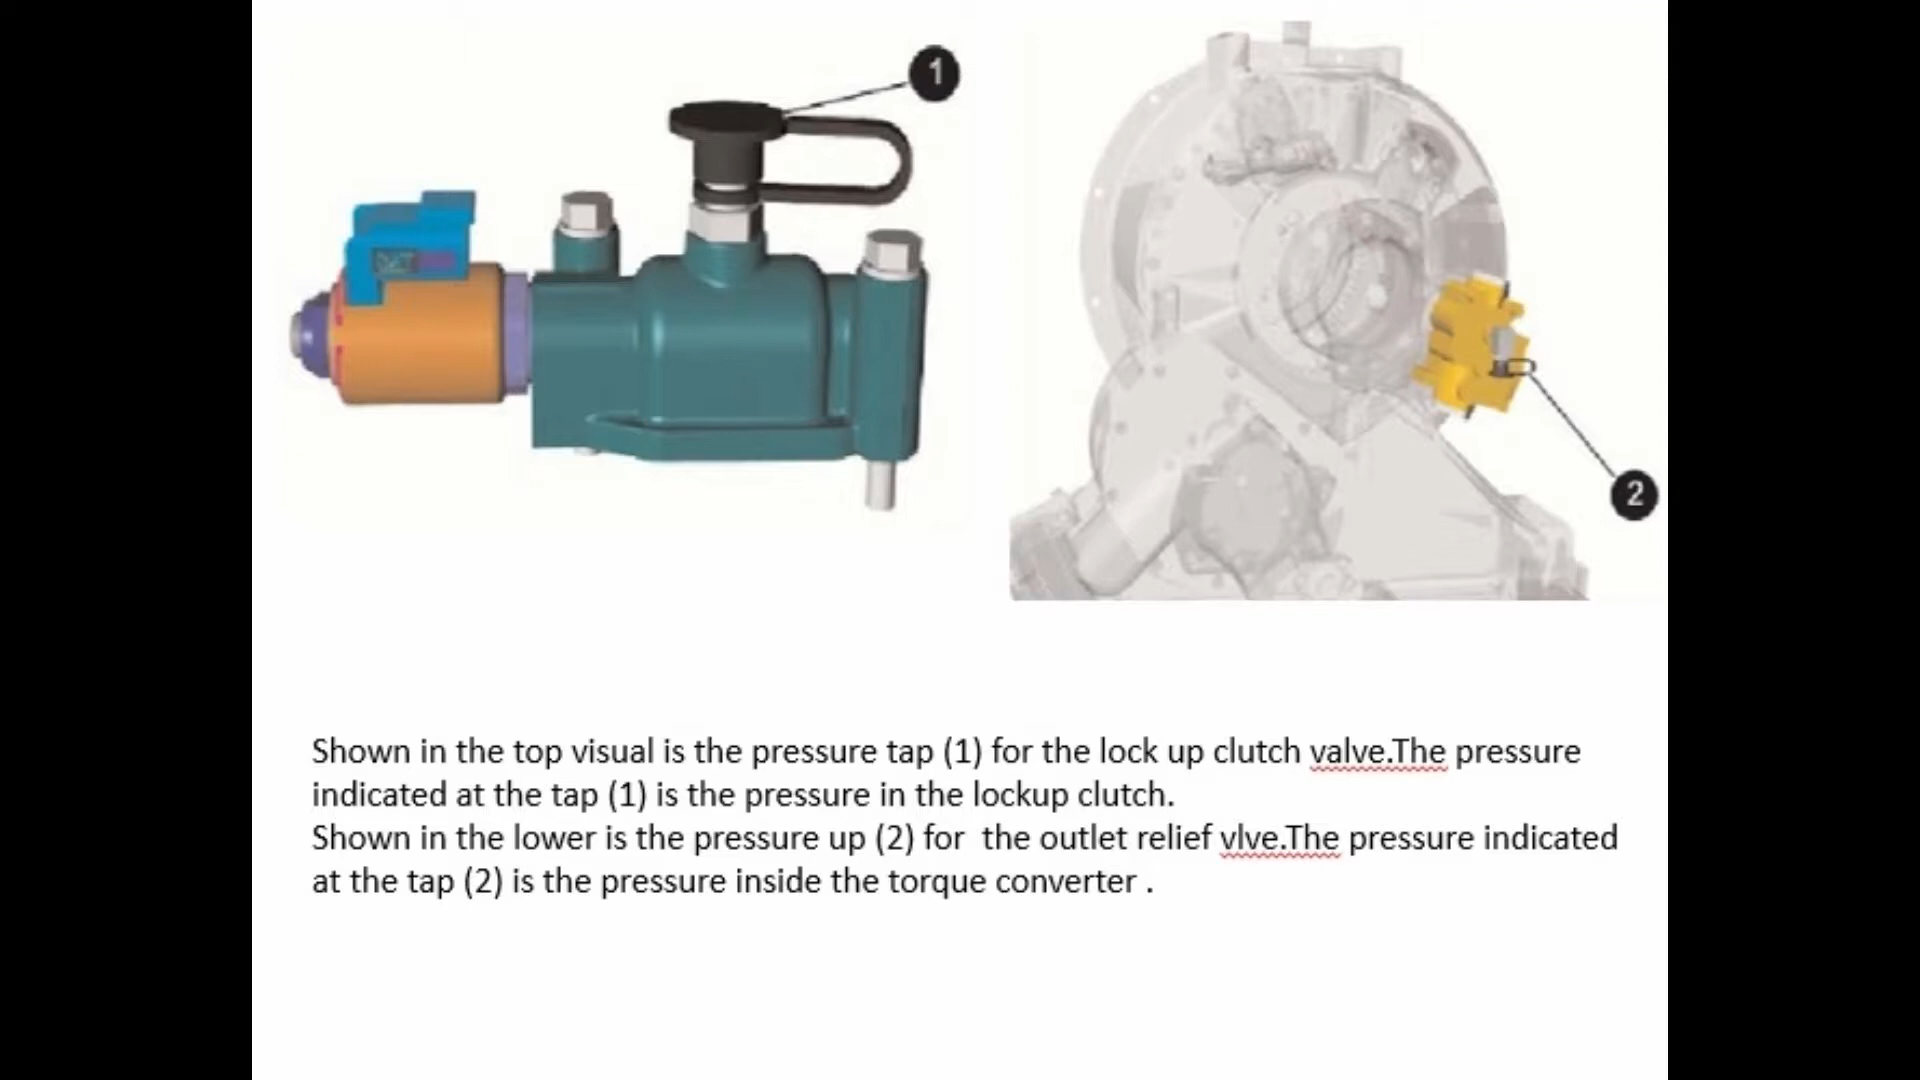 1
2
Shown in the top visual is the pressure tap (1) for the lock up clutch valve.The pressure
indicated at the tap (1) is the pressure in the lockup clutch.
Shown in the lower is the pressure up (2) for  the outlet relief vlve.The pressure indicated
at the tap (2) is the pressure inside the torque converter .